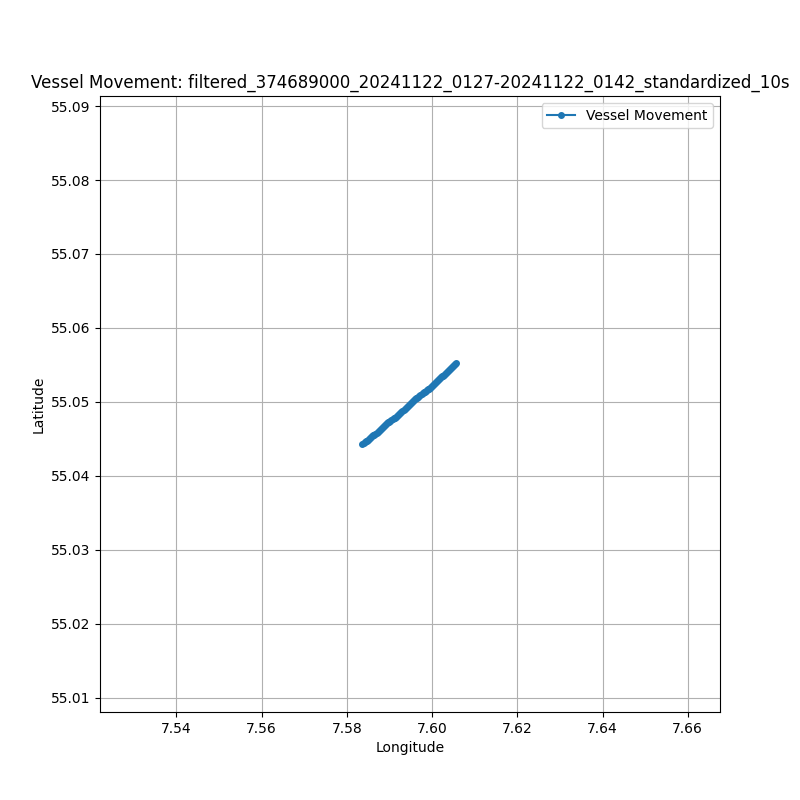 Vessel Movement: filtered_374689000_20241122_0127-20241122_0142_standardized_10s
Vessel Movement
55.09
55.08
55.07
55.06
55.05
55.04
55.03
55.02
55.01
Latitude
7.54 7.56 7.58 7.60 7.62 7.64 7.66
Longitude